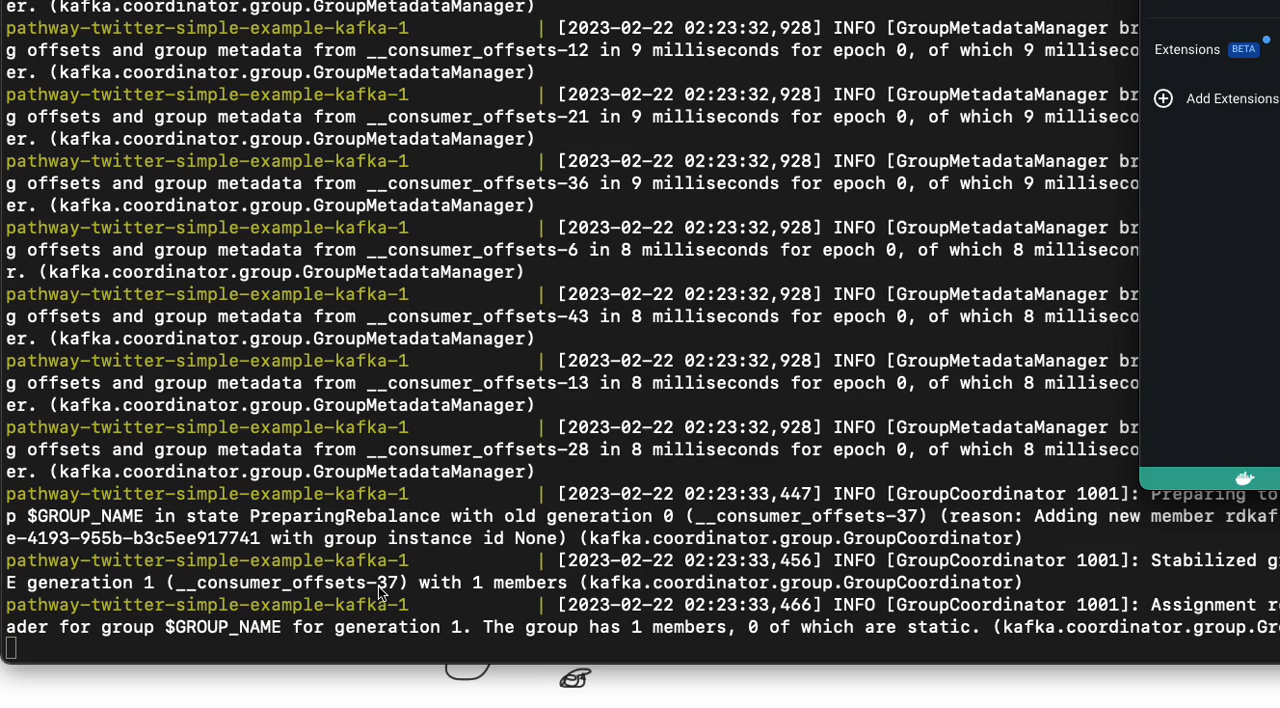 er. (kafka.coordinator.group.GroupMetadataManager)
pathway-twitter-simple-example-kafka-1 | [2023-02-22 02:23:32,928] INFO [GroupMetadataManager br
g offsets and group metadata from __consumer_offsets-12 in 9 milliseconds for epoch 0, of which 9 milliseco
er. (kafka.coordinator.group.GroupMetadataManager)
pathway-twitter-simple-example-kafka-1 | [2023-02-22 02:23:32,928] INFO [GroupMetadataManager br
g offsets and group metadata from __consumer_offsets-21 in 9 milliseconds for epoch 0, of which 9 milliseco
er. (kafka.coordinator.group.GroupMetadataManager)
pathway-twitter-simple-example-kafka-1 | [2023-02-22 02:23:32,928] INFO [GroupMetadataManager br
g offsets and group metadata from __consumer_offsets-36 in 9 milliseconds for epoch 0, of which 9 milliseco
er. (kafka.coordinator.group.GroupMetadataManager)
pathway-twitter-simple-example-kafka-1 | [2023-02-22 02:23:32,928] INFO [GroupMetadataManager br
g offsets and group metadata from __consumer_offsets-6 in 8 milliseconds for epoch 0, of which 8 millisecon
r. (kafka.coordinator.group.GroupMetadataManager)
pathway-twitter-simple-example-kafka-1 | [2023-02-22 02:23:32,928] INFO [GroupMetadataManager br
g offsets and group metadata from __consumer_offsets-43 in 8 milliseconds for epoch 0, of which 8 milliseco
er. (kafka.coordinator.group.GroupMetadataManager)
pathway-twitter-simple-example-kafka-1 | [2023-02-22 02:23:32,928] INFO [GroupMetadataManager br
g offsets and group metadata from __consumer_offsets-13 in 8 milliseconds for epoch 0, of which 8 milliseco
er. (kafka.coordinator.group.GroupMetadataManager)
pathway-twitter-simple-example-kafka-1 | [2023-02-22 02:23:32,928] INFO [GroupMetadataManager br
g offsets and group metadata from __consumer_offsets-28 in 8 milliseconds for epoch 0, of which 8 milliseco
er. (kafka.coordinator.group.GroupMetadataManager)
pathway-twitter-simple-example-kafka-1 | [2023-02-22 02:23:33,447] INFO [GroupCoordinator 1001]: Preparing to
p $GROUP_NAME in state PreparingRebalance with old generation 0 (__consumer_offsets-37) (reason: Adding new member rdkaf
e-4193-955b-b3c5ee917741 with group instance id None) (kafka.coordinator.group.GroupCoordinator)
pathway-twitter-simple-example-kafka-1 | [2023-02-22 02:23:33,456] INFO [GroupCoordinator 1001]: Stabilized g
E generation 1 (__consumer_offsets-37) with 1 members (kafka.coordinator.group.GroupCoordinator)
pathway-twitter-simple-example-kafka-1 | [2023-02-22 02:23:33,466] INFO [GroupCoordinator 1001]: Assignment re
ader for group $GROUP_NAME for generation 1. The group has 1 members, 0 of which are static. (kafka.coordinator.group.Gr
Extensions BETA
Add Extensions